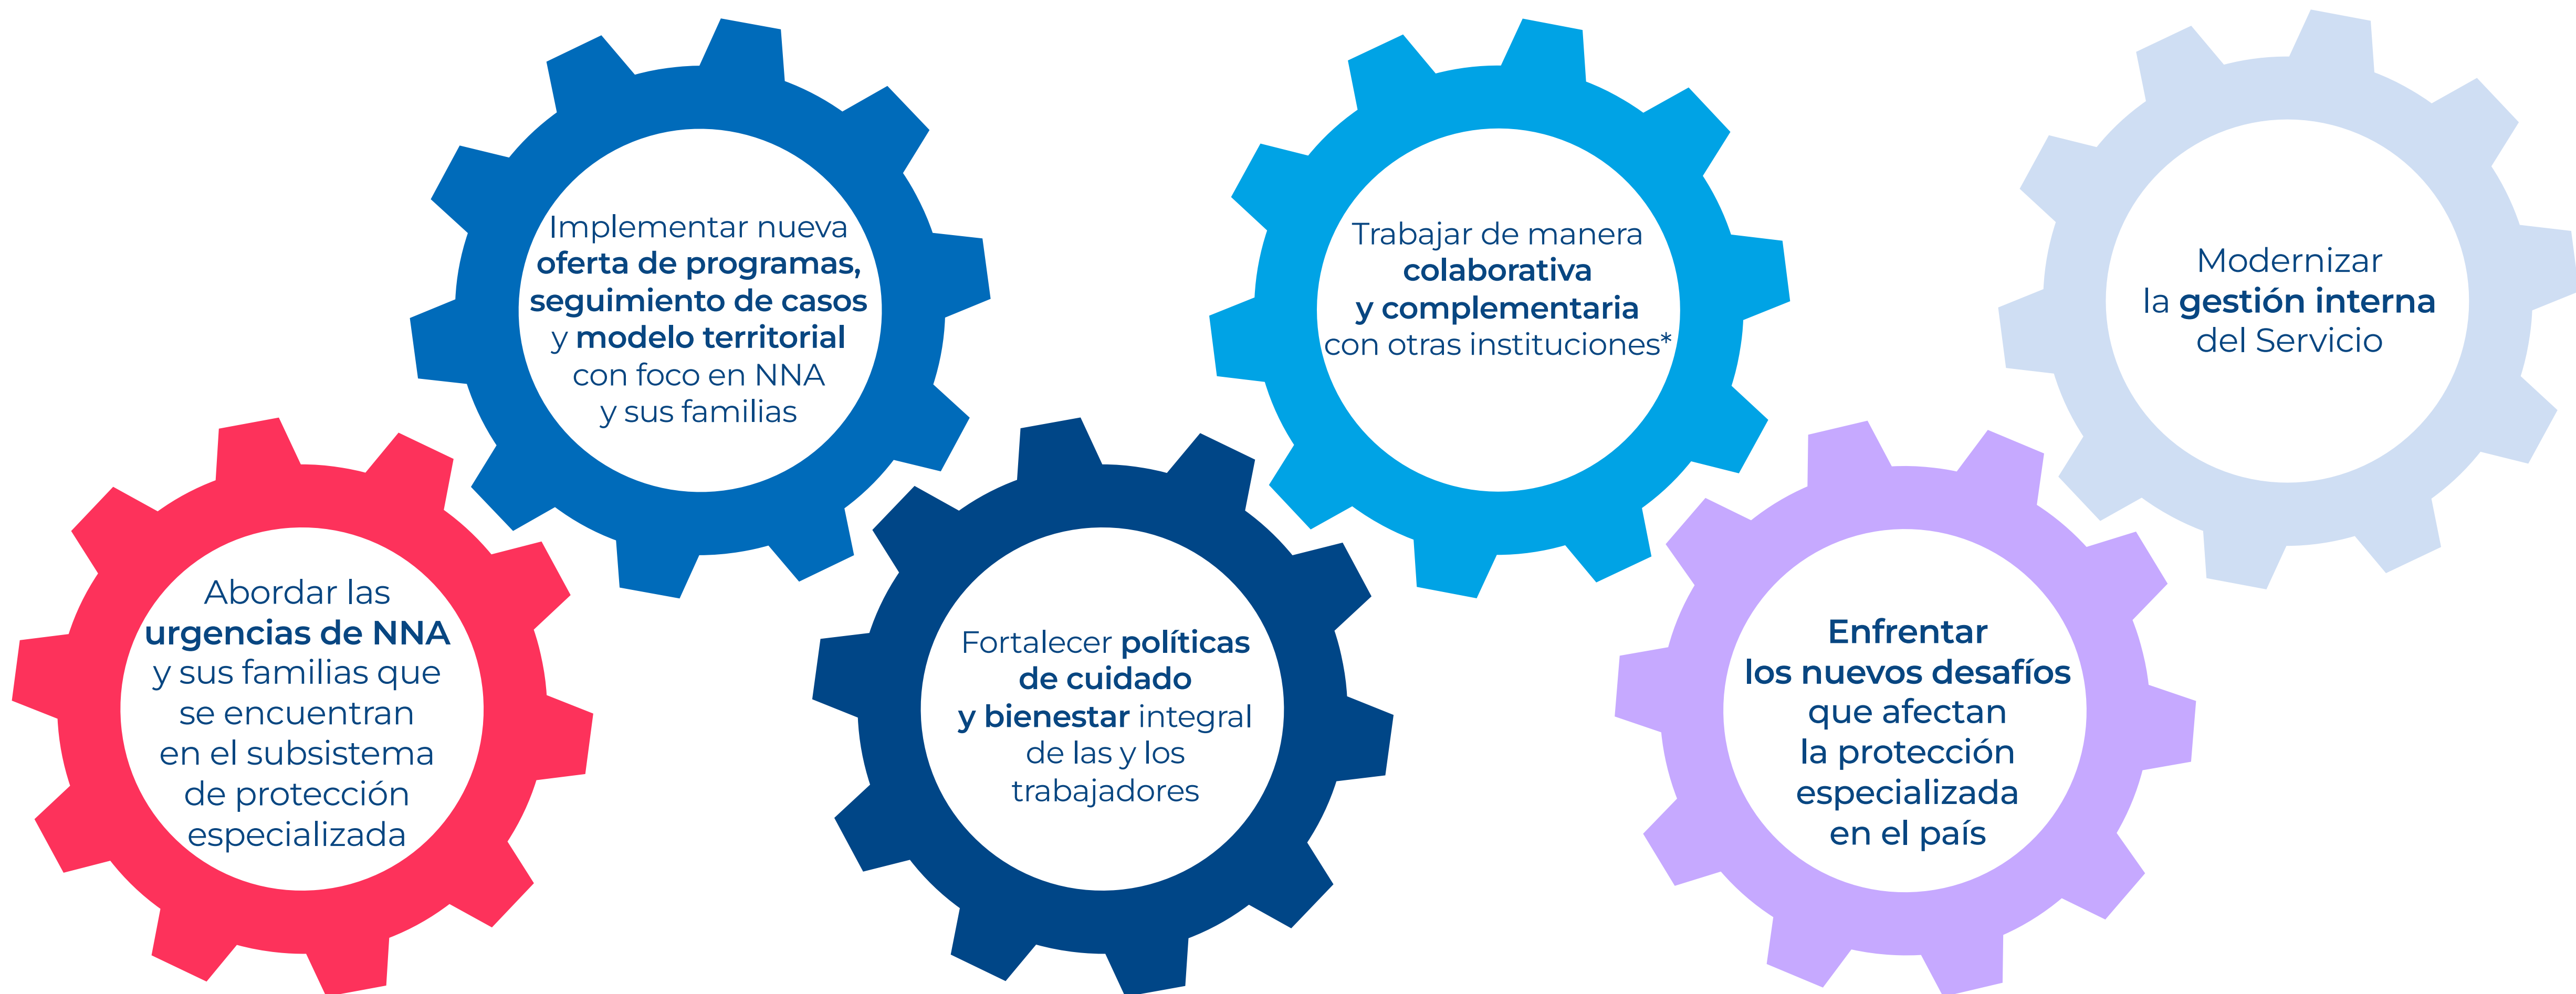 Abordar las
urgencias de NNA
y sus familias que
se encuentran
en el subsistema
de protección
especializada
Implementar nueva
oferta de programas,
seguimiento de casos
y modelo territorial
con foco en NNA
y sus familias
Fortalecer políticas
de cuidado
y bienestar integral
de las y los
trabajadores
Trabajar de manera
colaborativa
y complementaria
con otras instituciones*
Enfrentar
los nuevos desafíos
que afectan
la protección
especializada
en el país
Modernizar
la gestión interna
del Servicio